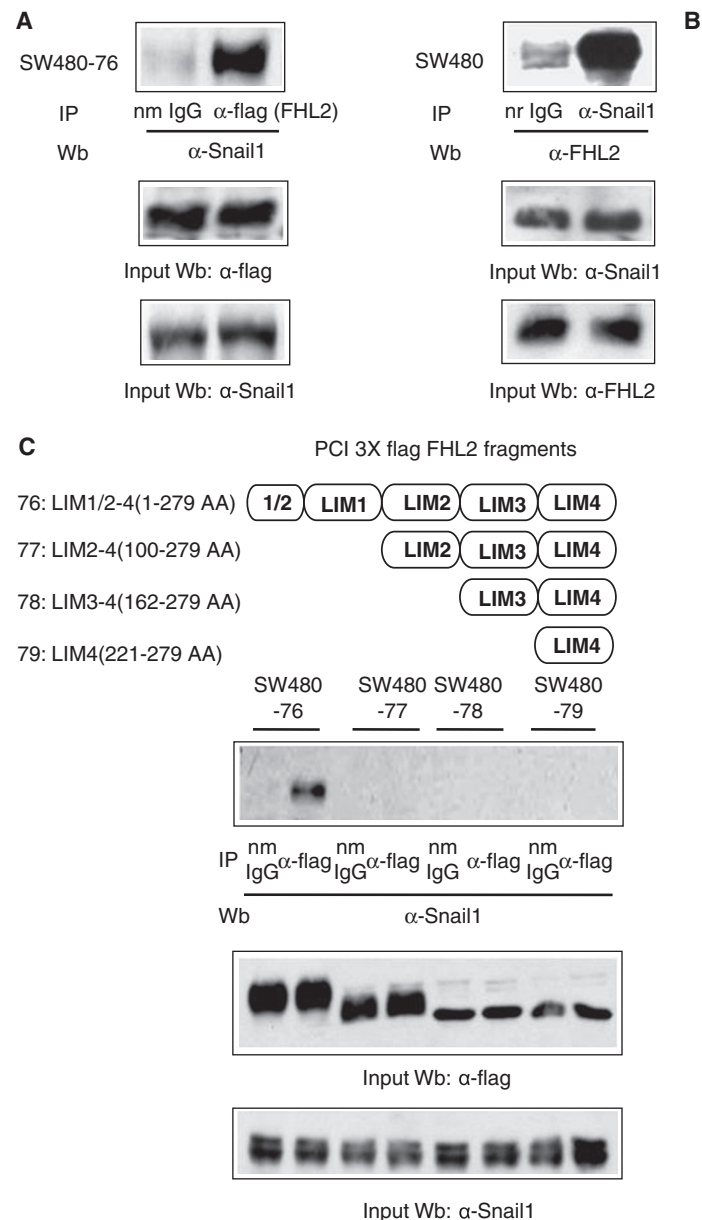 A
SW480-76
IP nm IgG α-flag (FHL2)
Wb α-Snail1
Input Wb: α-flag
Input Wb: α-Snail1
B
SW480
IP nr IgG α-Snail1
Wb α-FHL2
Input Wb: α-Snail1
Input Wb: α-FHL2
C
PCI 3X flag FHL2 fragments
76: LIM1/2-4(1-279 AA) 1/2 LIM1 LIM2 LIM3 LIM4
77: LIM2-4(100-279 AA) LIM2 LIM3 LIM4
78: LIM3-4(162-279 AA) LIM3 LIM4
79: LIM4(221-279 AA) LIM4
SW480 SW480 SW480 SW480
-76 -77 -78 -79
IP nm IgG α-flag nm IgG α-flag nm IgG α-flag nm IgG α-flag
Wb α-Snail1
Input Wb: α-flag
Input Wb: α-Snail1